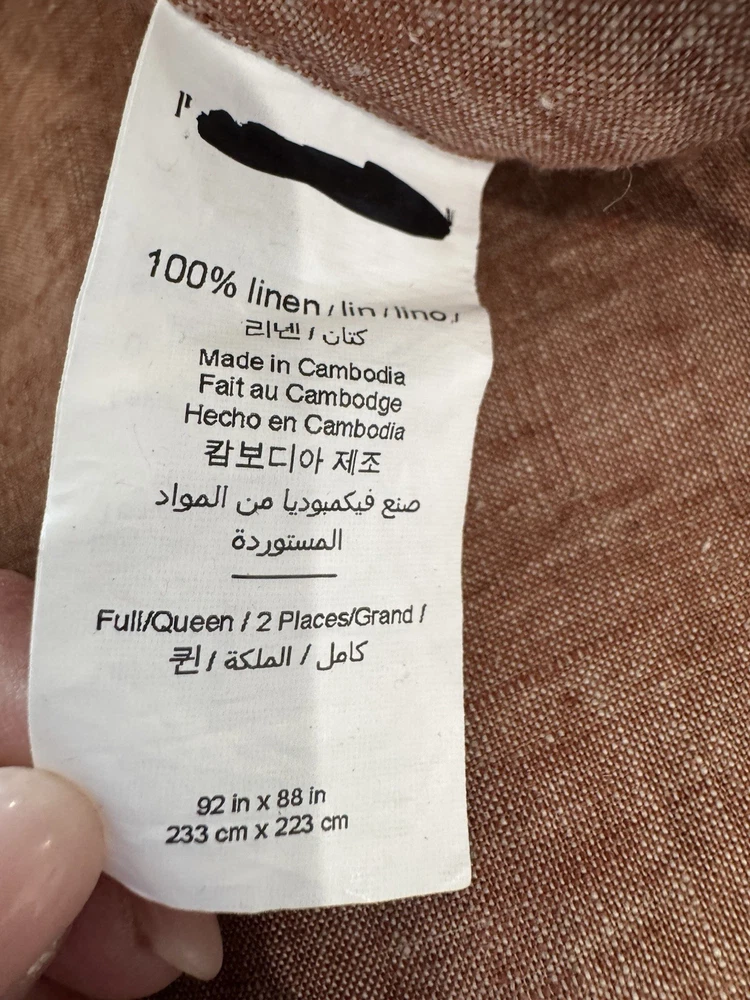 100% linen / lin / lino /
리넨 / كتان
Made in Cambodia
Fait au Cambodge
Hecho en Cambodia
캄보디아 제조
صنع فيكمبوديا من المواد
المستوردة
Full/Queen / 2 Places/Grand /
퀸 / كامل / الملكة
92 in x 88 in
233 cm x 223 cm